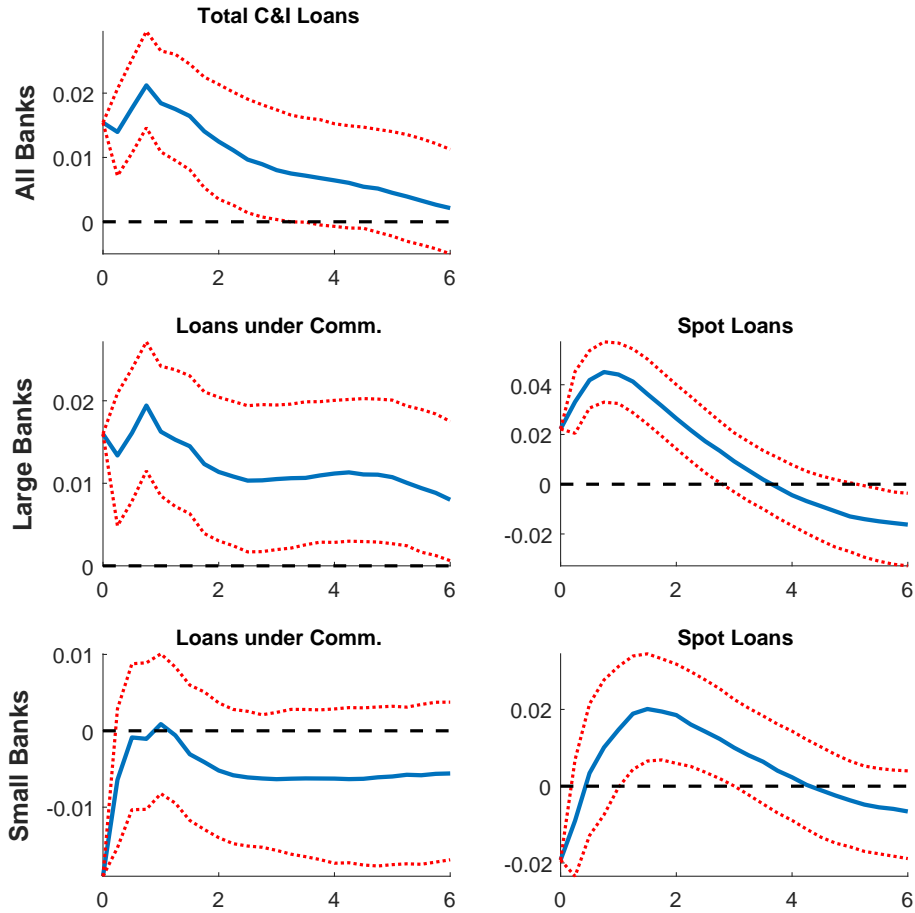 Total C&I Loans
All Banks
0.02
0.01
0
0 2 4 6
Large Banks
Loans under Comm.
0.02
0.01
0
0 2 4 6
Spot Loans
0.04
0.02
0
-0.02
0 2 4 6
Small Banks
Loans under Comm.
0.01
0
-0.01
0 2 4 6
Spot Loans
0.02
0
-0.02
0 2 4 6